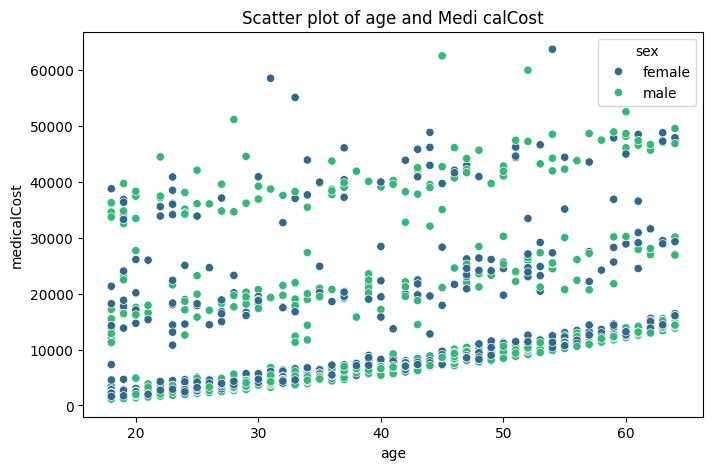 Scatter plot of age and Medi calCost
sex
female
male
60000
50000
40000
30000
20000
10000
0
20
30
40
50
60
medicalCost
age